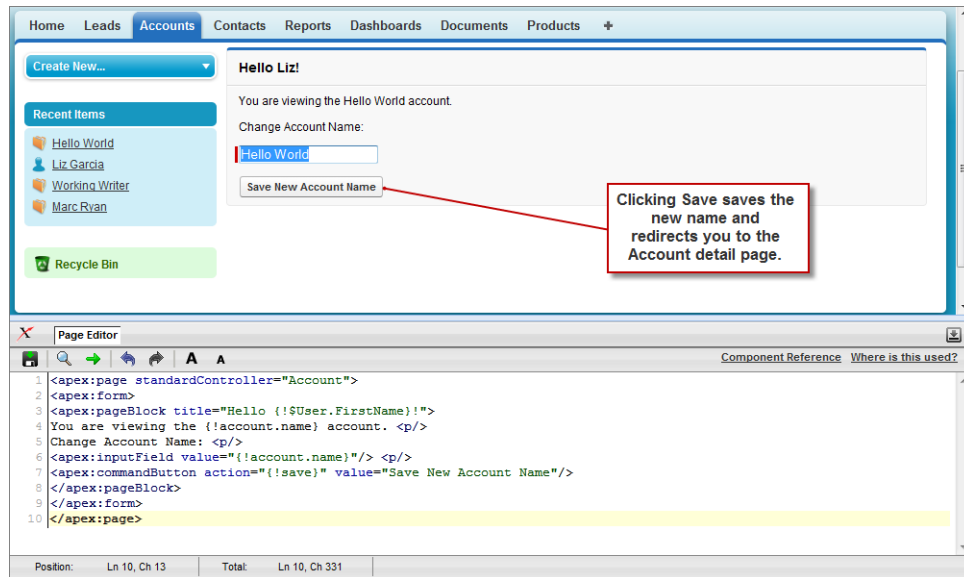 Home Leads Accounts Contacts Reports Dashboards Documents Products +
Create New...
Recent Items
Hello World
Liz Garcia
Working Writer
Marc Ryan
Recycle Bin
Hello Liz!
You are viewing the Hello World account.
Change Account Name:
Hello World
Save New Account Name
Clicking Save saves the
new name and
redirects you to the
Account detail page.
Page Editor
A A Component Reference Where is this used?
1 <apex:page standardController="Account">
2 <apex:form>
3 <apex:pageBlock title="Hello {!$User.FirstName}!">
4 You are viewing the {!account.name} account. <p/>
5 Change Account Name: <p/>
6 <apex:inputField value="{!account.name}"/> <p/>
7 <apex:commandButton action="{!save}" value="Save New Account Name"/>
8 </apex:pageBlock>
9 </apex:form>
10 </apex:page>
Position: Ln 10, Ch 13 Total: Ln 10, Ch 331